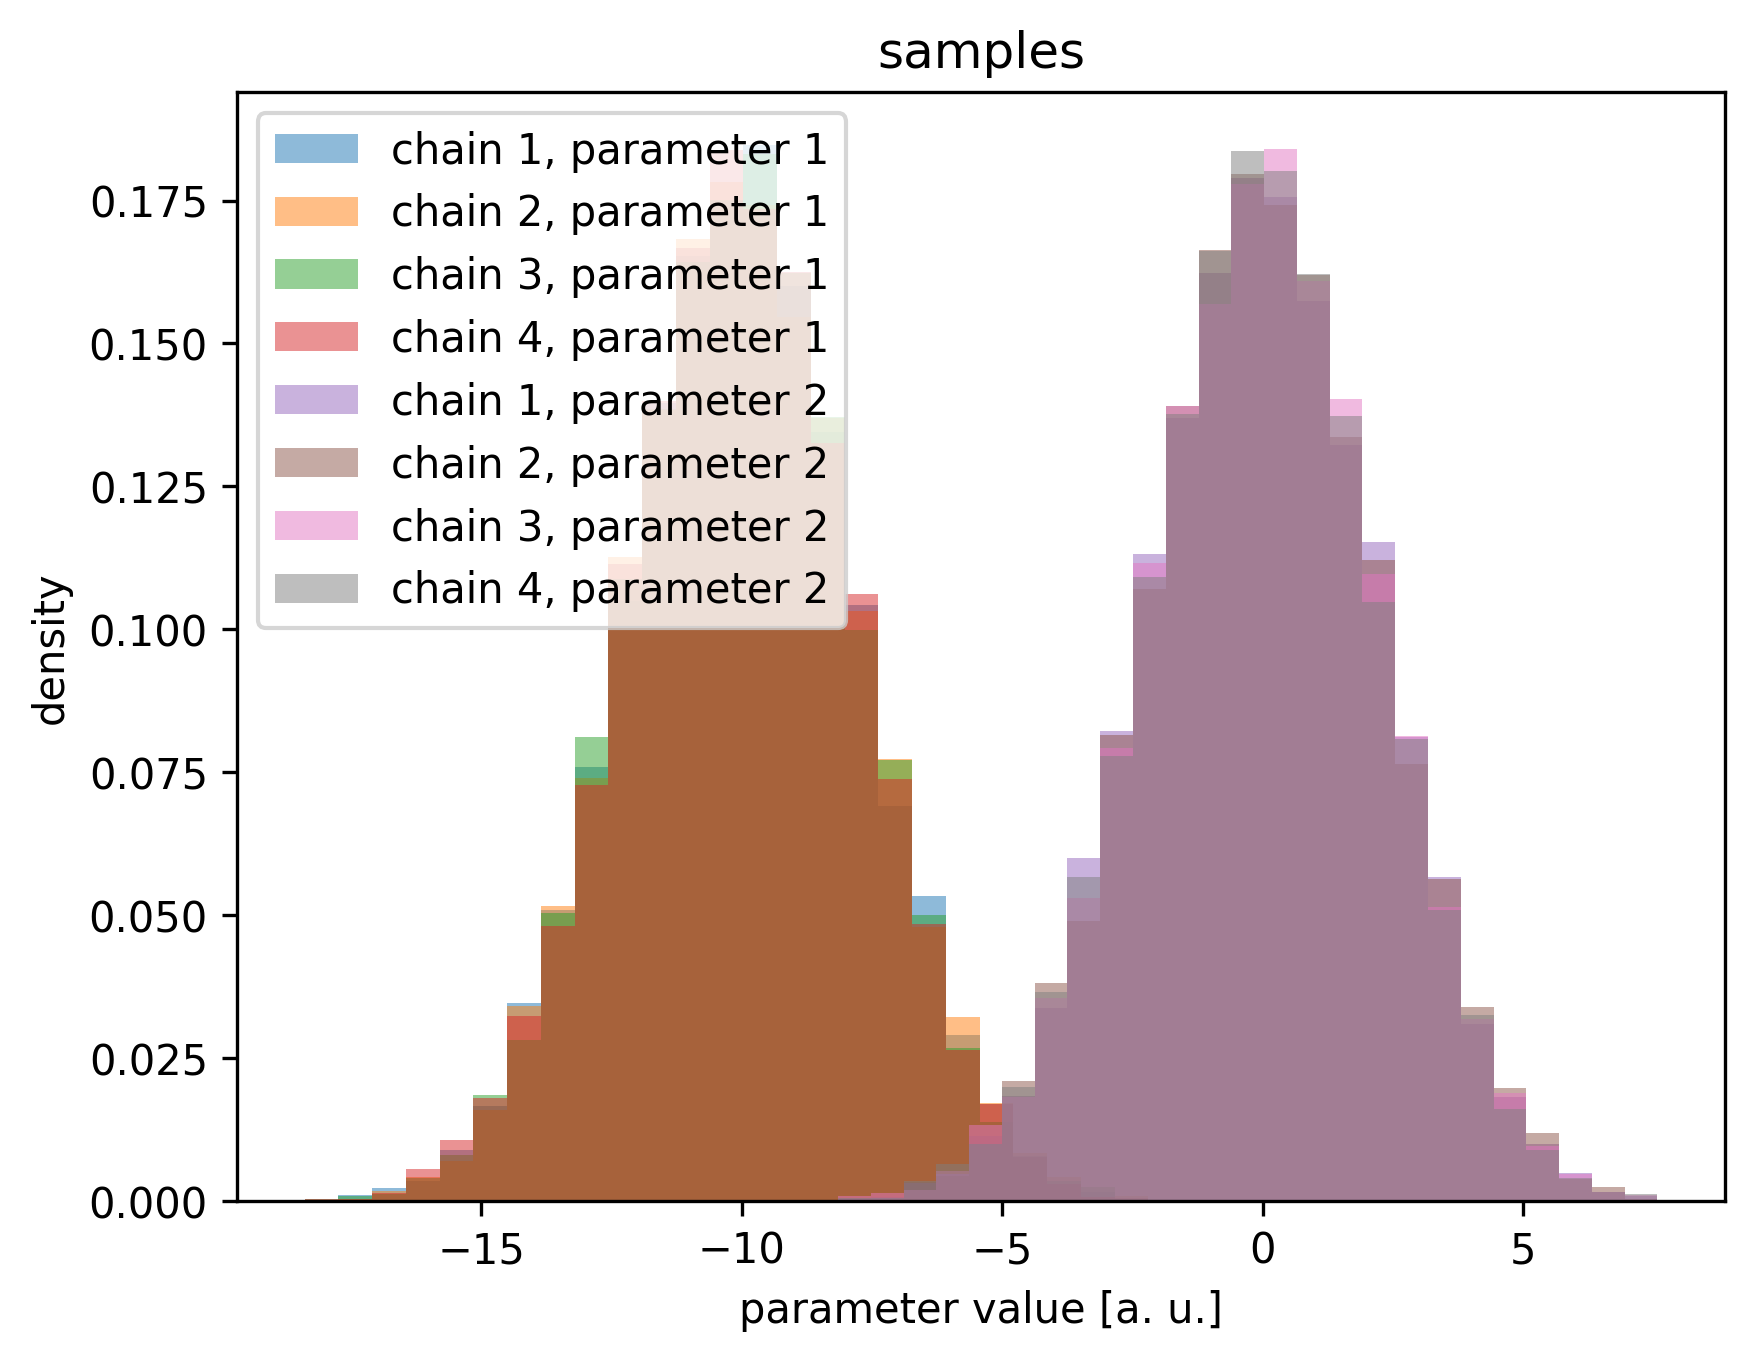 samples
chain 1, parameter 1
chain 2, parameter 1
chain 3, parameter 1
chain 4, parameter 1
chain 1, parameter 2
chain 2, parameter 2
chain 3, parameter 2
chain 4, parameter 2
0.175
0.150
0.125
0.100
0.075
0.050
0.025
0.000
density
−15
−10
−5
0
5
parameter value [a. u.]